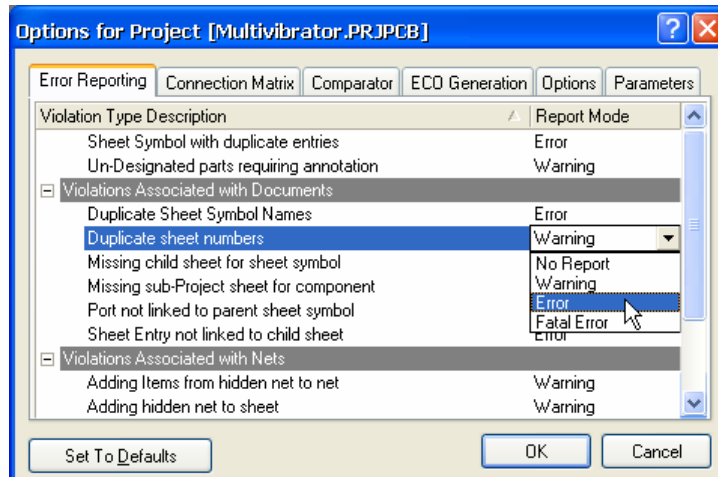 Options for Project [Multivibrator.PRJPCB]
Error Reporting Connection Matrix Comparator ECO Generation Options Parameters
Violation Type Description Report Mode
Sheet Symbol with duplicate entries Error
Un-Designated parts requiring annotation Warning
Violations Associated with Documents
Duplicate Sheet Symbol Names Error
Duplicate sheet numbers Warning
Missing child sheet for sheet symbol No Report
Missing sub-Project sheet for component Warning
Port not linked to parent sheet symbol Error
Fatal Error
Sheet Entry not linked to child sheet Error
Violations Associated with Nets
Adding Items from hidden net to net Warning
Adding hidden net to sheet Warning
Set To Defaults OK Cancel